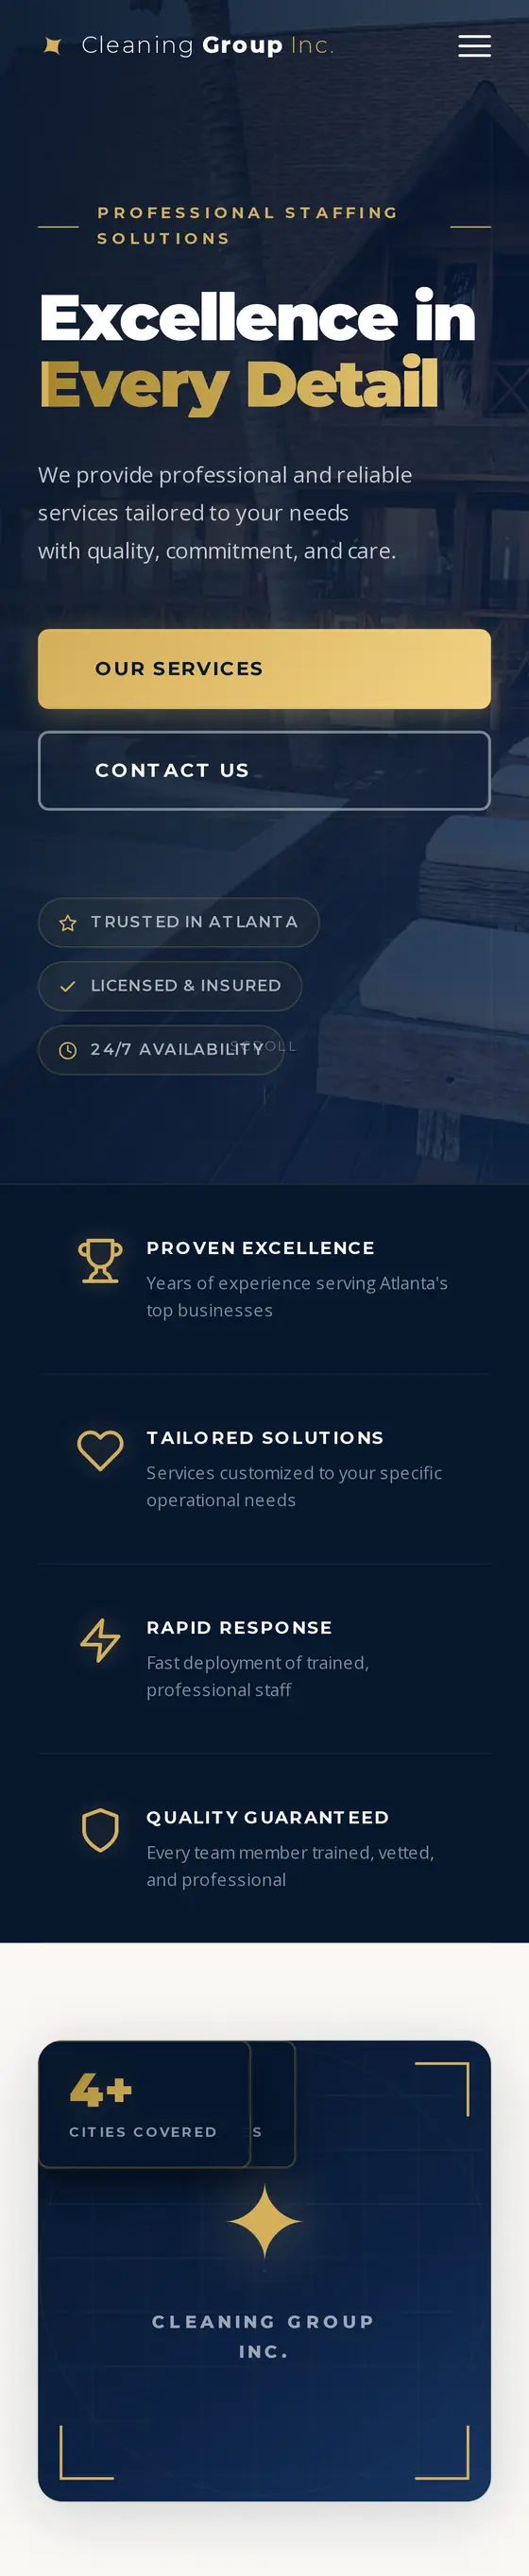 Cleaning Group Inc.
PROFESSIONAL STAFFING
SOLUTIONS
Excellence in
Every Detail
We provide professional and reliable
services tailored to your needs
with quality, commitment, and care.
OUR SERVICES
CONTACT US
TRUSTED IN ATLANTA
LICENSED & INSURED
24/7 AVAILABILITY
SCROLL
PROVEN EXCELLENCE
Years of experience serving Atlanta's
top businesses
TAILORED SOLUTIONS
Services customized to your specific
operational needs
RAPID RESPONSE
Fast deployment of trained,
professional staff
QUALITY GUARANTEED
Every team member trained, vetted,
and professional
4+
CITIES COVERED
CLEANING GROUP
INC.